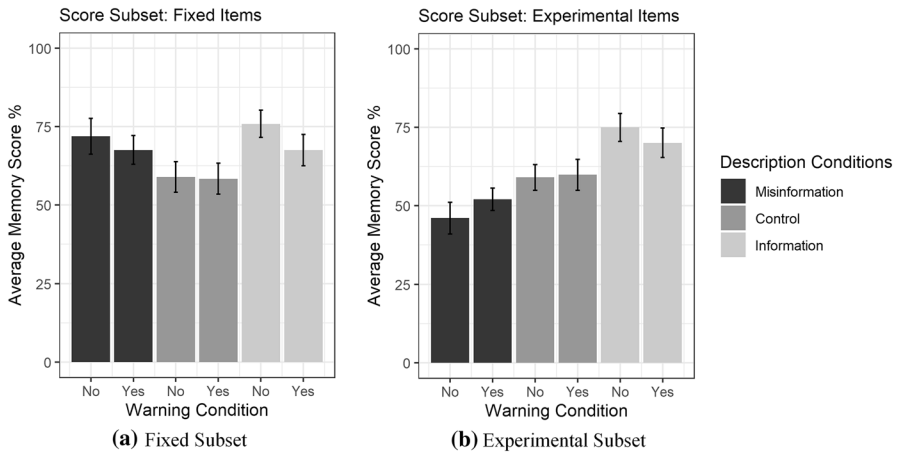 Score Subset: Fixed Items
Average Memory Score %
100
75
50
25
0
No Yes No Yes No Yes
Warning Condition
(a) Fixed Subset
Score Subset: Experimental Items
Average Memory Score %
100
75
50
25
0
No Yes No Yes No Yes
Warning Condition
(b) Experimental Subset
Description Conditions
Misinformation
Control
Information